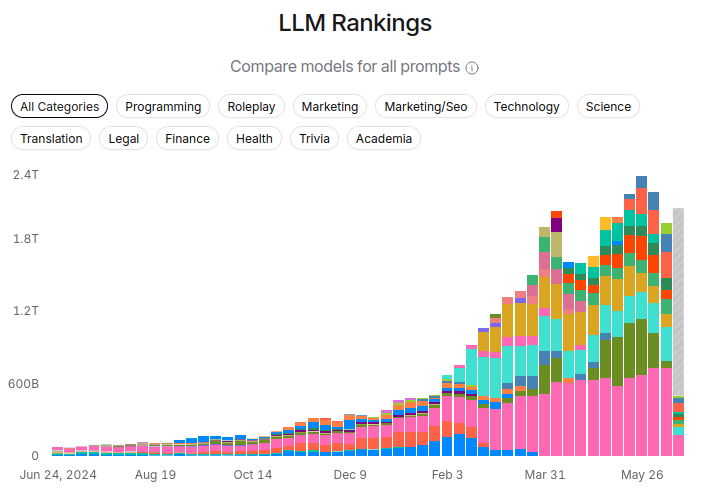 LLM Rankings
Compare models for all prompts
All Categories Programming Roleplay Marketing Marketing/Seo Technology Science
Translation Legal Finance Health Trivia Academia
2.4T
1.8T
1.2T
600B
0
Jun 24, 2024 Aug 19 Oct 14 Dec 9 Feb 3 Mar 31 May 26